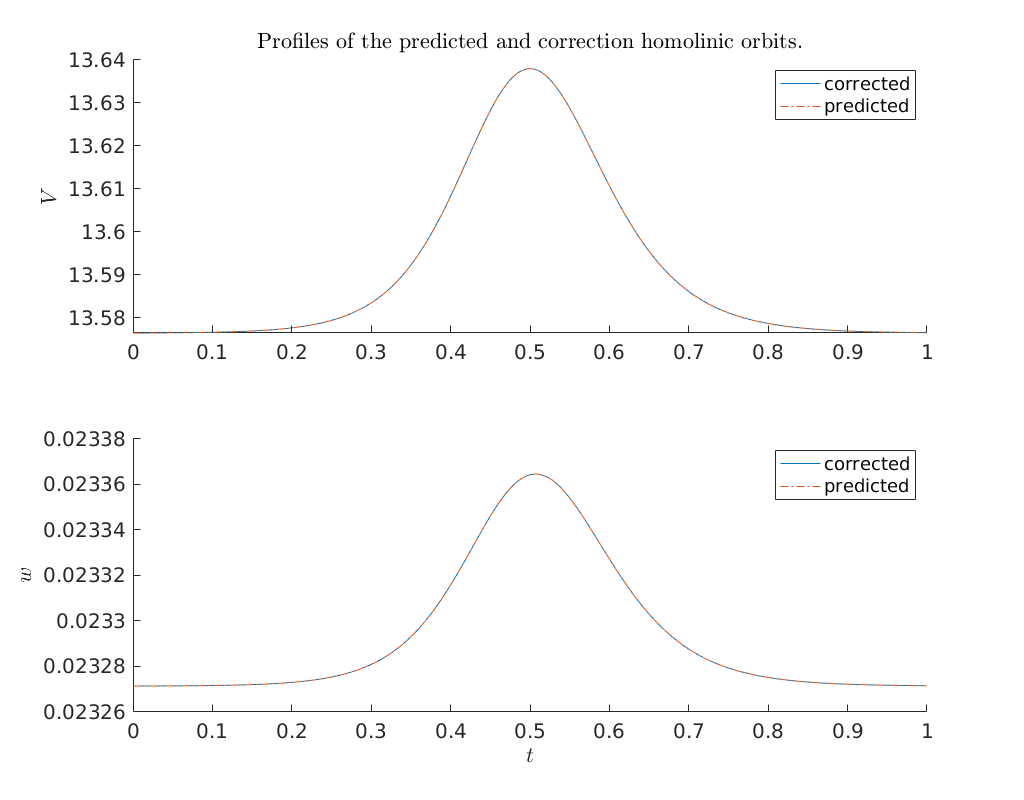 Profiles of the predicted and correction homolinic orbits.
13.64
13.63
13.62
13.61
13.6
13.59
13.58
V
corrected
predicted
0 0.1 0.2 0.3 0.4 0.5 0.6 0.7 0.8 0.9 1
0.02338
0.02336
0.02334
0.02332
0.0233
0.02328
0.02326
w
corrected
predicted
0 0.1 0.2 0.3 0.4 0.5 0.6 0.7 0.8 0.9 1
t